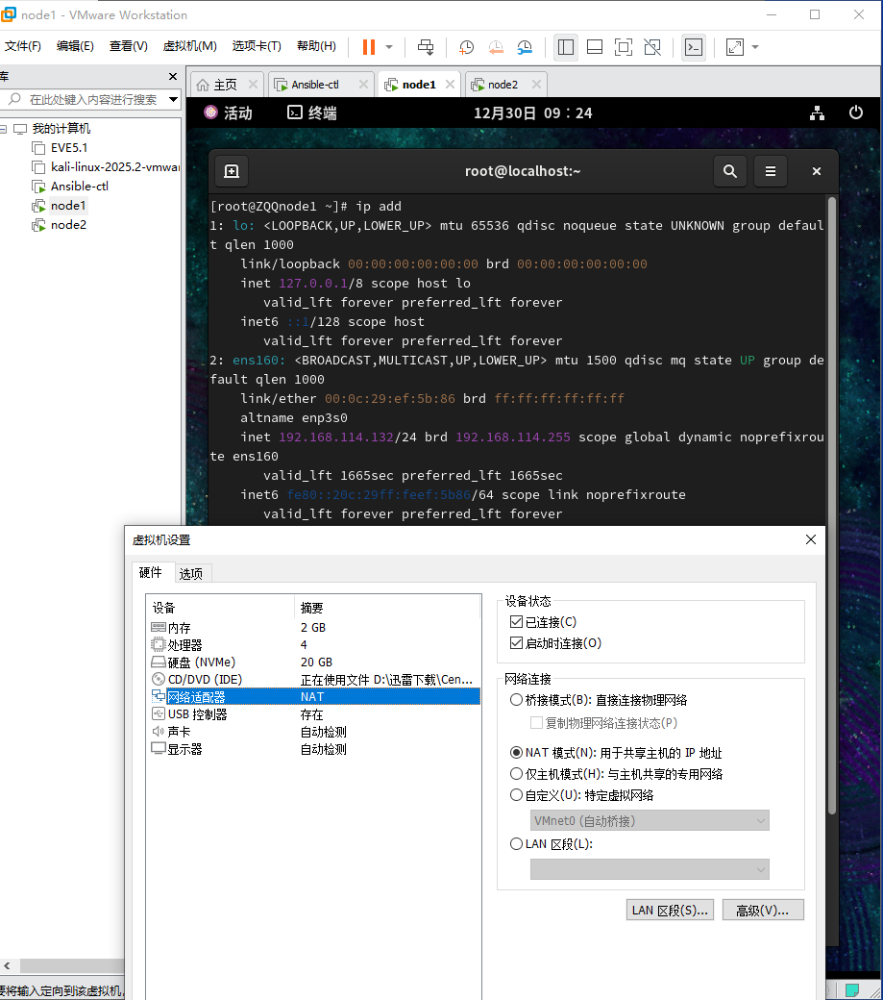 node1 - VMware Workstation
文件(F) 编辑(E) 查看(V) 虚拟机(M) 选项卡(T) 帮助(H)
库
在此处键入内容进行搜索
我的计算机
EVE5.1
kali-linux-2025.2-vmwar
Ansible-ctl
node1
node2
主页 Ansible-ctl node1 node2
活动 终端 12月30日 09：24
root@localhost:~
[root@ZQQnode1 ~]# ip add
1: lo: <LOOPBACK,UP,LOWER_UP> mtu 65536 qdisc noqueue state UNKNOWN group defaul
t qlen 1000
link/loopback 00:00:00:00:00:00 brd 00:00:00:00:00:00
inet 127.0.0.1/8 scope host lo
valid_lft forever preferred_lft forever
inet6 ::1/128 scope host
valid_lft forever preferred_lft forever
2: ens160: <BROADCAST,MULTICAST,UP,LOWER_UP> mtu 1500 qdisc mq state UP group de
fault qlen 1000
link/ether 00:0c:29:ef:5b:86 brd ff:ff:ff:ff:ff:ff
altname enp3s0
inet 192.168.114.132/24 brd 192.168.114.255 scope global dynamic noprefixrou
te ens160
valid_lft 1665sec preferred_lft 1665sec
inet6 fe80::20c:29ff:feef:5b86/64 scope link noprefixroute
valid_lft forever preferred_lft forever
虚拟机设置
硬件 选项
设备 摘要
内存 2 GB
处理器 4
硬盘 (NVMe) 20 GB
CD/DVD (IDE) 正在使用文件 D:\迅雷下载\Cen...
网络适配器 NAT
USB 控制器 存在
声卡 自动检测
显示器 自动检测
设备状态
已连接(C)
启动时连接(O)
网络连接
桥接模式(B): 直接连接物理网络
复制物理网络连接状态(P)
NAT 模式(N): 用于共享主机的 IP 地址
仅主机模式(H): 与主机共享的专用网络
自定义(U): 特定虚拟网络
VMnet0 (自动桥接)
LAN 区段(L):
LAN 区段(S)... 高级(V)...
要将输入定向到该虚拟机,